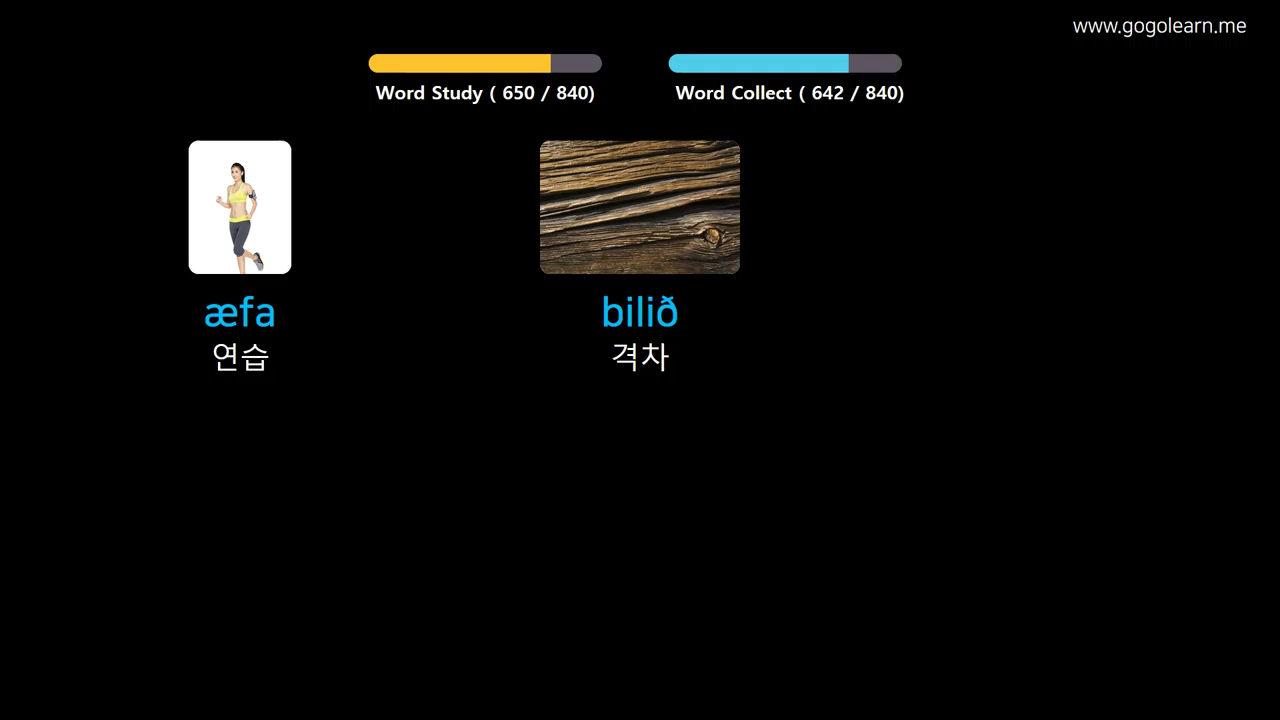 www.gogolearn.me
Word Study ( 650 / 840)
Word Collect ( 642 / 840)
æfa
연습
bilið
격차